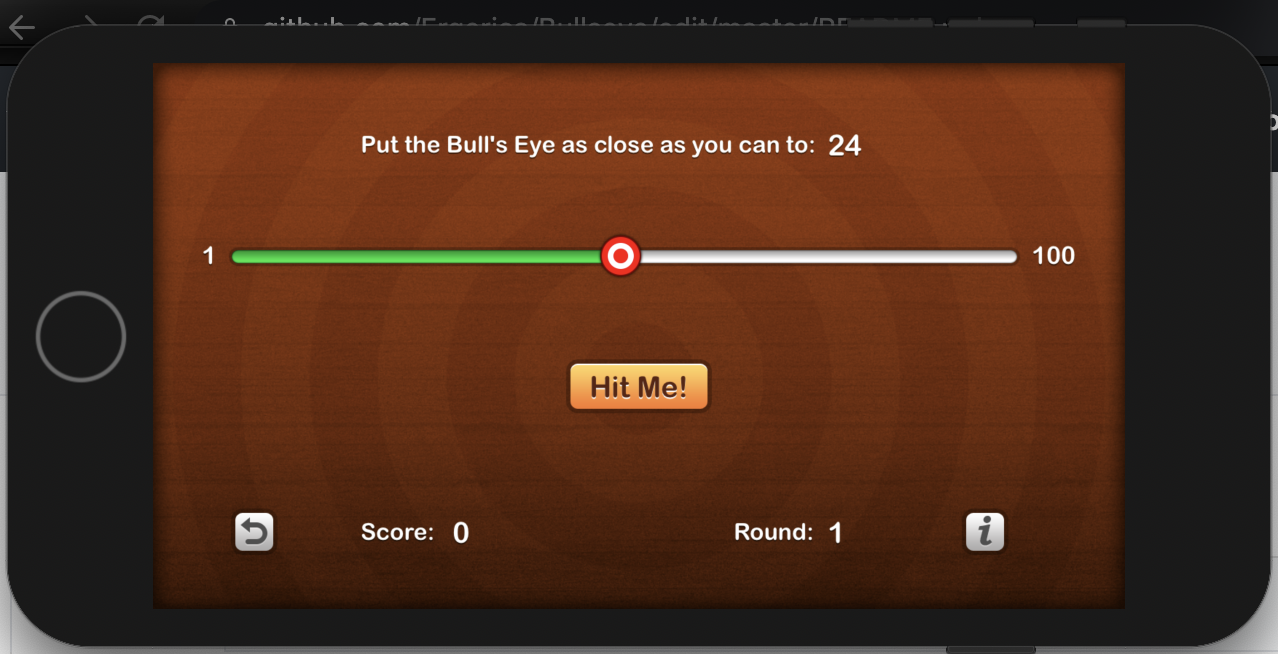 Put the Bull's Eye as close as you can to: 24
1 100
Hit Me!
Score: 0 Round: 1 i